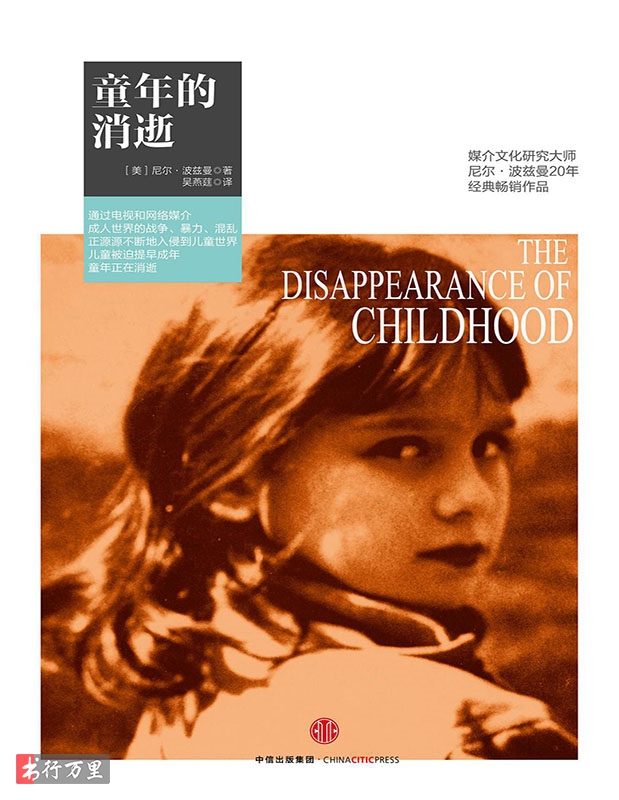 童年的
消逝
［美］尼尔·波兹曼◎著
吴燕莛◎译
通过电视和网络媒介
成人世界的战争、暴力、混乱
正源源不断地入侵到儿童世界
儿童被迫提早成年
童年正在消逝
媒介文化研究大师
尼尔·波兹曼20年
经典畅销作品
THE
DISAPPEARANCE OF
CHILDHOOD
中信出版集团·CHINACITICPRESS
书行万里